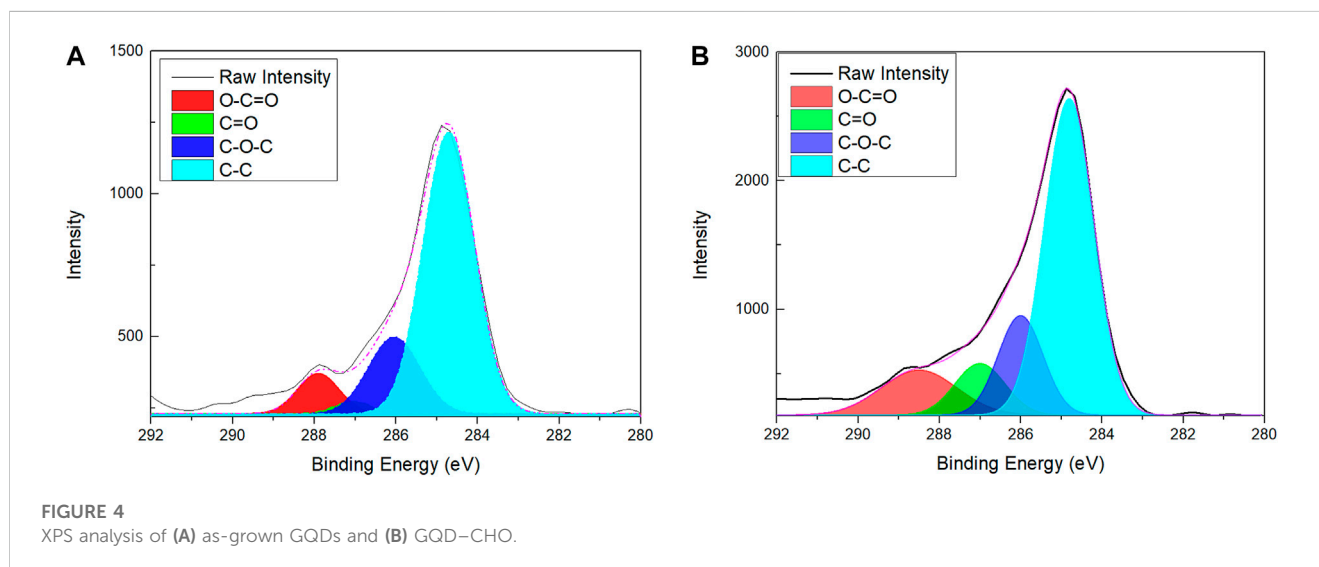 A
1500
1000
500
Intensity
Raw Intensity
O-C=O
C=O
C-O-C
C-C
292
290
288
286
284
282
280
Binding Energy (eV)
B
3000
2000
1000
Intensity
Raw Intensity
O-C=O
C=O
C-O-C
C-C
292
290
288
286
284
282
280
Binding Energy (eV)
FIGURE 4
XPS analysis of (A) as-grown GQDs and (B) GQD–CHO.